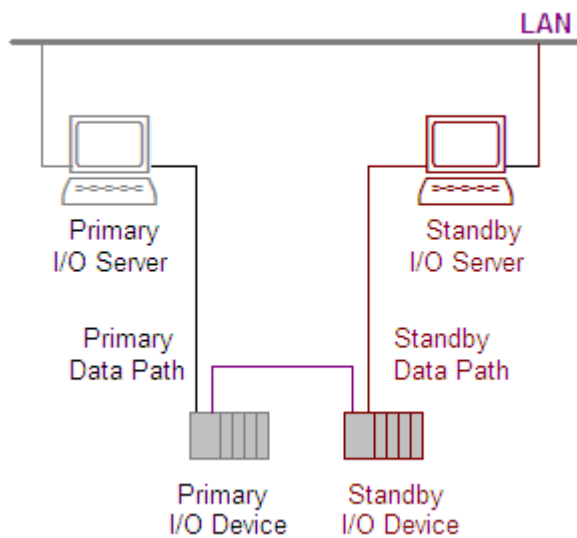 LAN
Primary
I/O Server
Standby
I/O Server
Primary
Data Path
Standby
Data Path
Primary
I/O Device
Standby
I/O Device